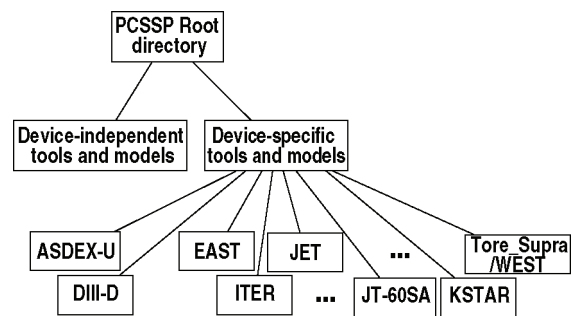 PCSSP Root
directory
Device-independent
tools and models
Device-specific
tools and models
ASDEX-U
EAST
JET
...
Tore_Supra
/WEST
DIII-D
ITER
...
JT-60SA
KSTAR